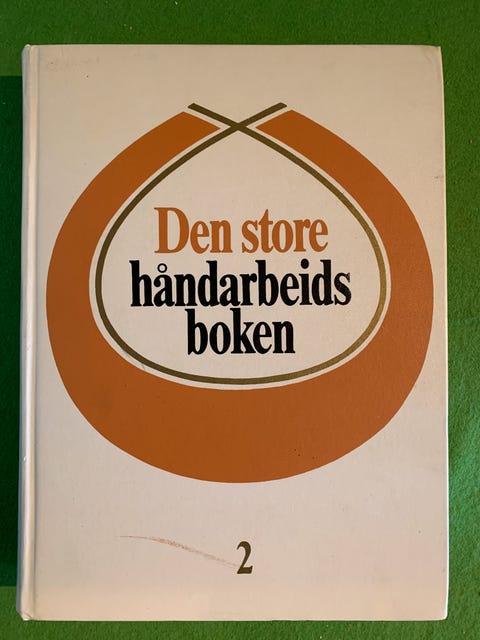 Den store
håndarbeids
boken
2